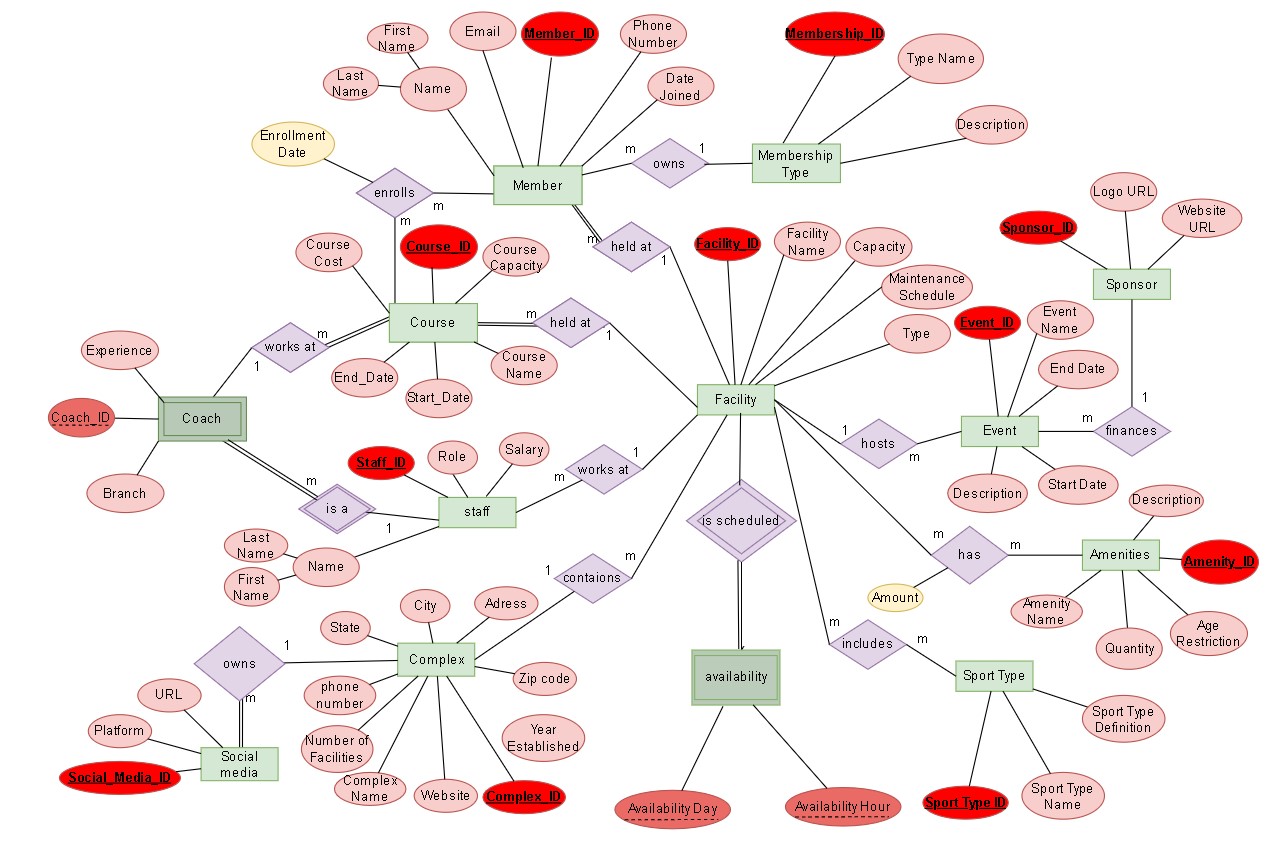 First
Name
Email
Member_ID
Phone
Number
Membership_ID
Type Name
Last
Name
Name
Date
Joined
Description
Enrollment
Date
m
owns
1
Membership
Type
enrolls
Member
m
m
Logo URL
Website
URL
Sponsor_ID
Course
Cost
Course_ID
Course
Capacity
m
held at
1
Facility_ID
Facility
Name
Capacity
Maintenance
Schedule
Sponsor
Event_ID
Event
Name
Type
Course
m
held at
1
m
works at
1
Experience
End_Date
Start_Date
Course
Name
End Date
Coach_ID
Coach
Facility
1
hosts
m
Event
m
finances
1
Branch
Staff_ID
Role
Salary
m
works at
1
Description
Start Date
m
is a
1
staff
is scheduled
Description
Last
Name
First
Name
Name
m
has
m
Amenities
Amenity_ID
1
contaions
m
Amount
Amenity
Name
Quantity
Age
Restriction
State
City
Adress
m
includes
m
owns
1
m
Complex
Zip code
availability
Sport Type
URL
phone
number
Sport Type
Definition
Platform
Number of
Facilities
Year
Established
Social
media
Social_Media_ID
Complex
Name
Website
Complex_ID
Availability Day
Availability Hour
Sport Type ID
Sport Type
Name